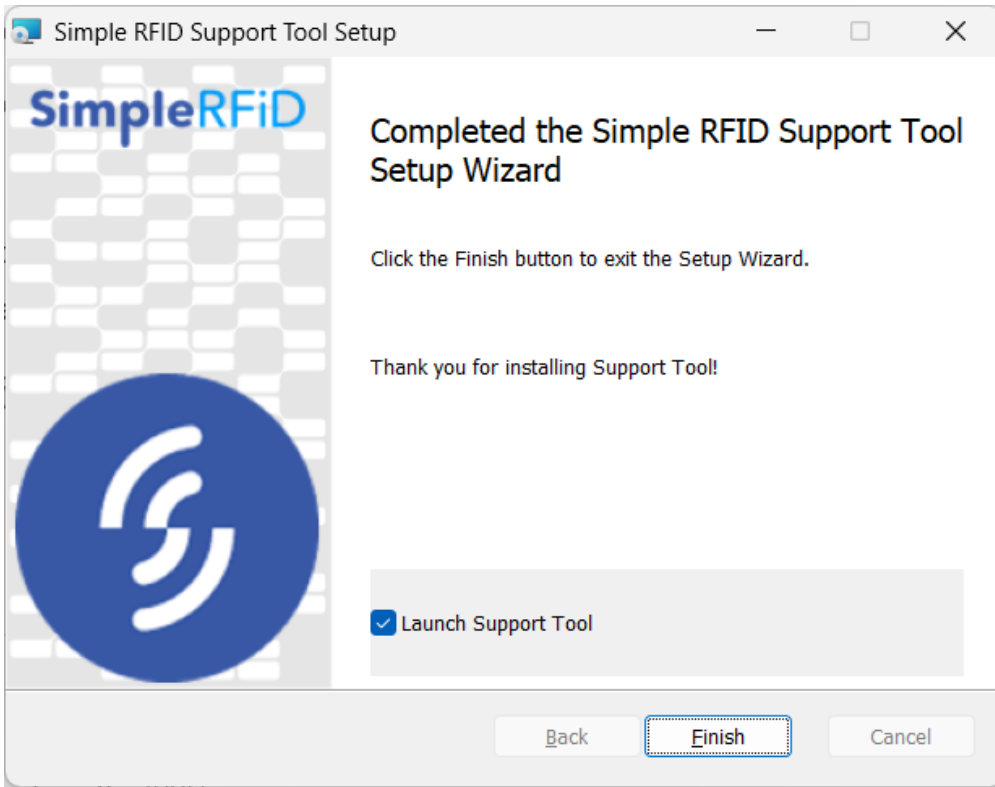 Simple RFID Support Tool Setup
SimpleRFiD
Completed the Simple RFID Support Tool
Setup Wizard
Click the Finish button to exit the Setup Wizard.
Thank you for installing Support Tool!
Launch Support Tool
Back
Finish
Cancel